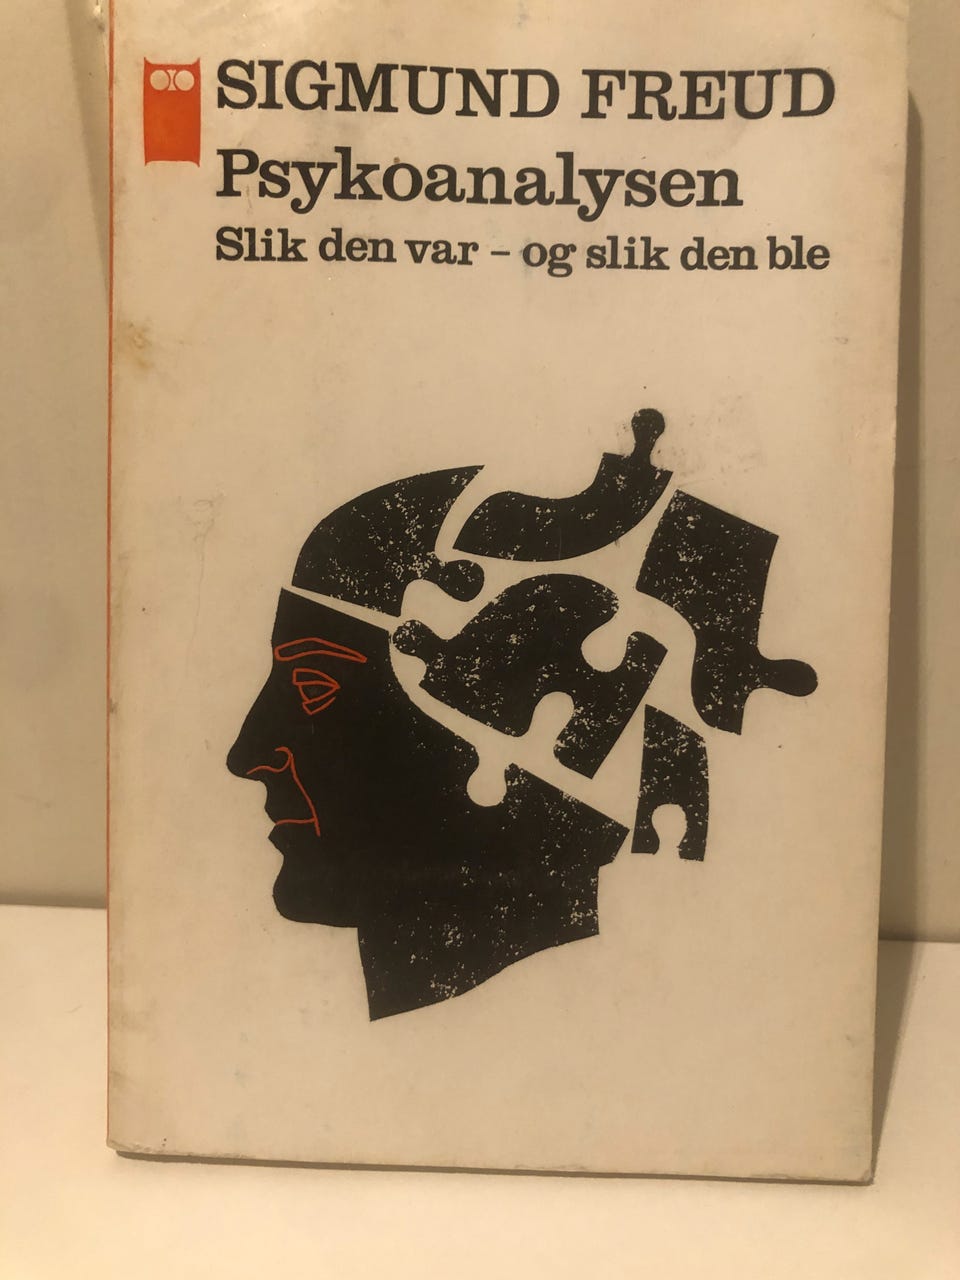 SIGMUND FREUD
Psykoanalysen
Slik den var – og slik den ble